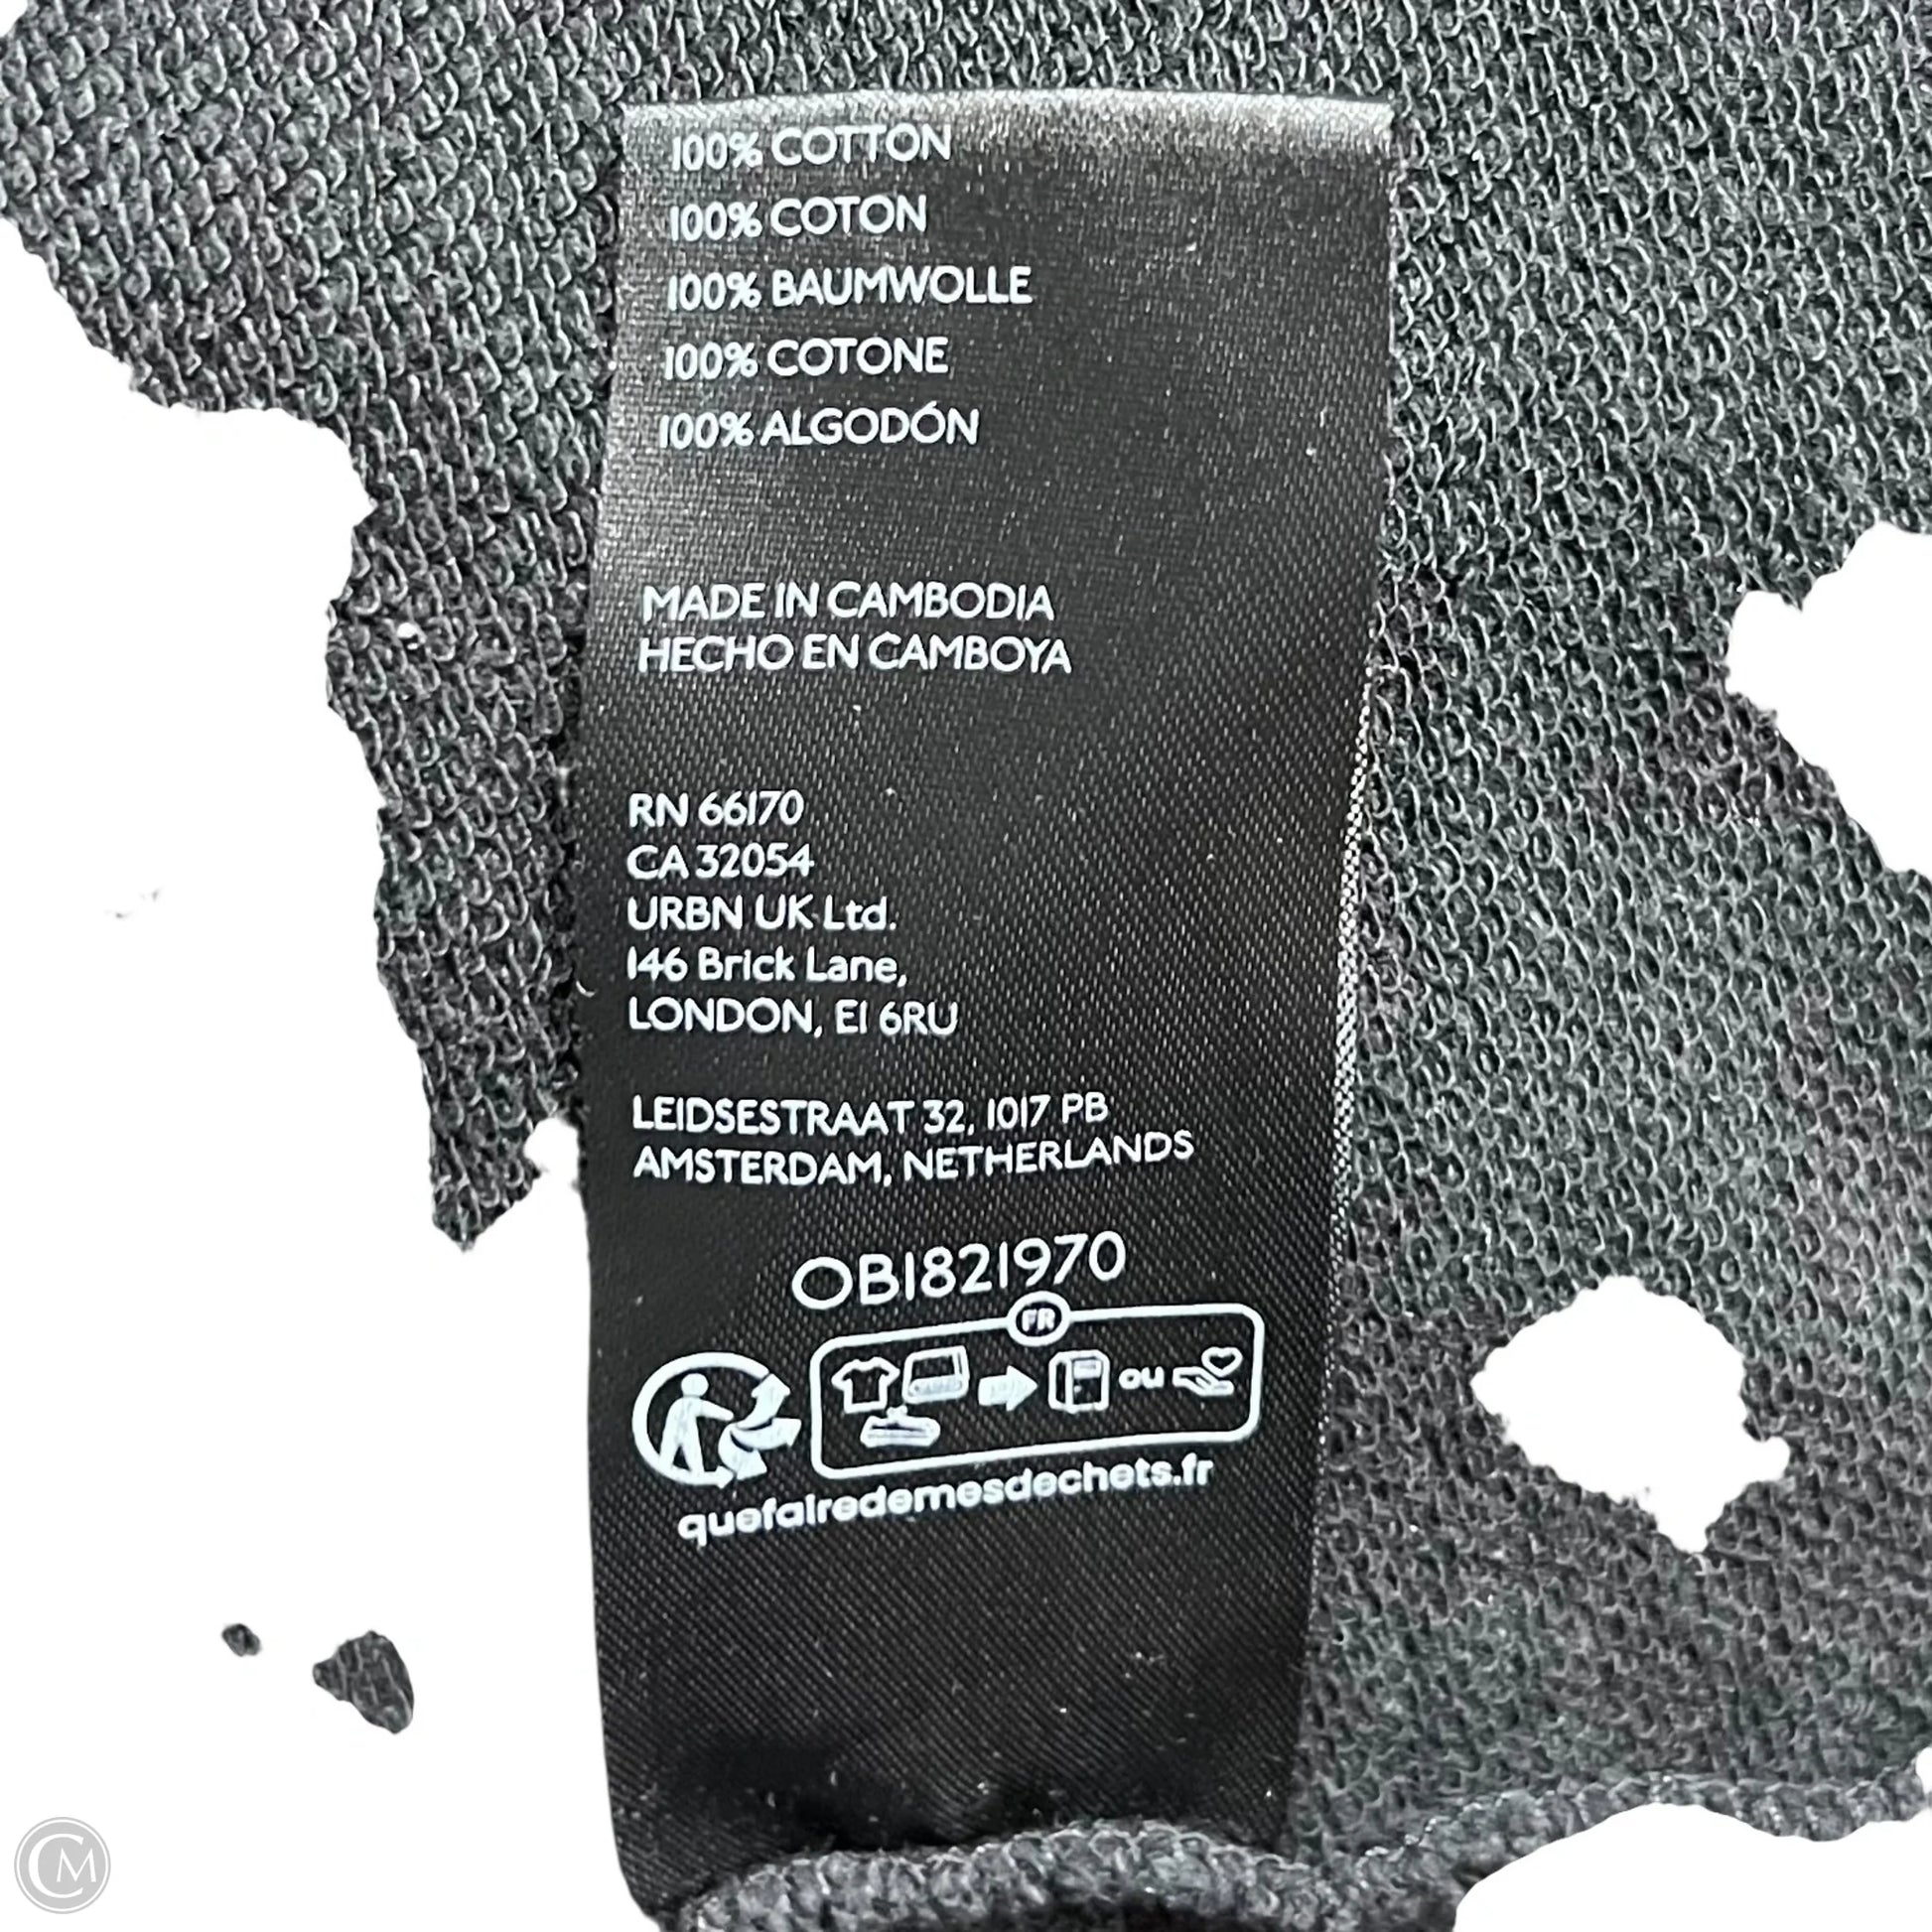 100% COTTON
100% COTON
100% BAUMWOLLE
100% COTONE
100% ALGODÓN
MADE IN CAMBODIA
HECHO EN CAMBOYA
RN 66170
CA 32054
URBN UK Ltd.
146 Brick Lane,
LONDON, E1 6RU
LEIDSESTRAAT 32, 1017 PB
AMSTERDAM, NETHERLANDS
OB1821970
FR
ou
quefairedemesdechets.fr
CM